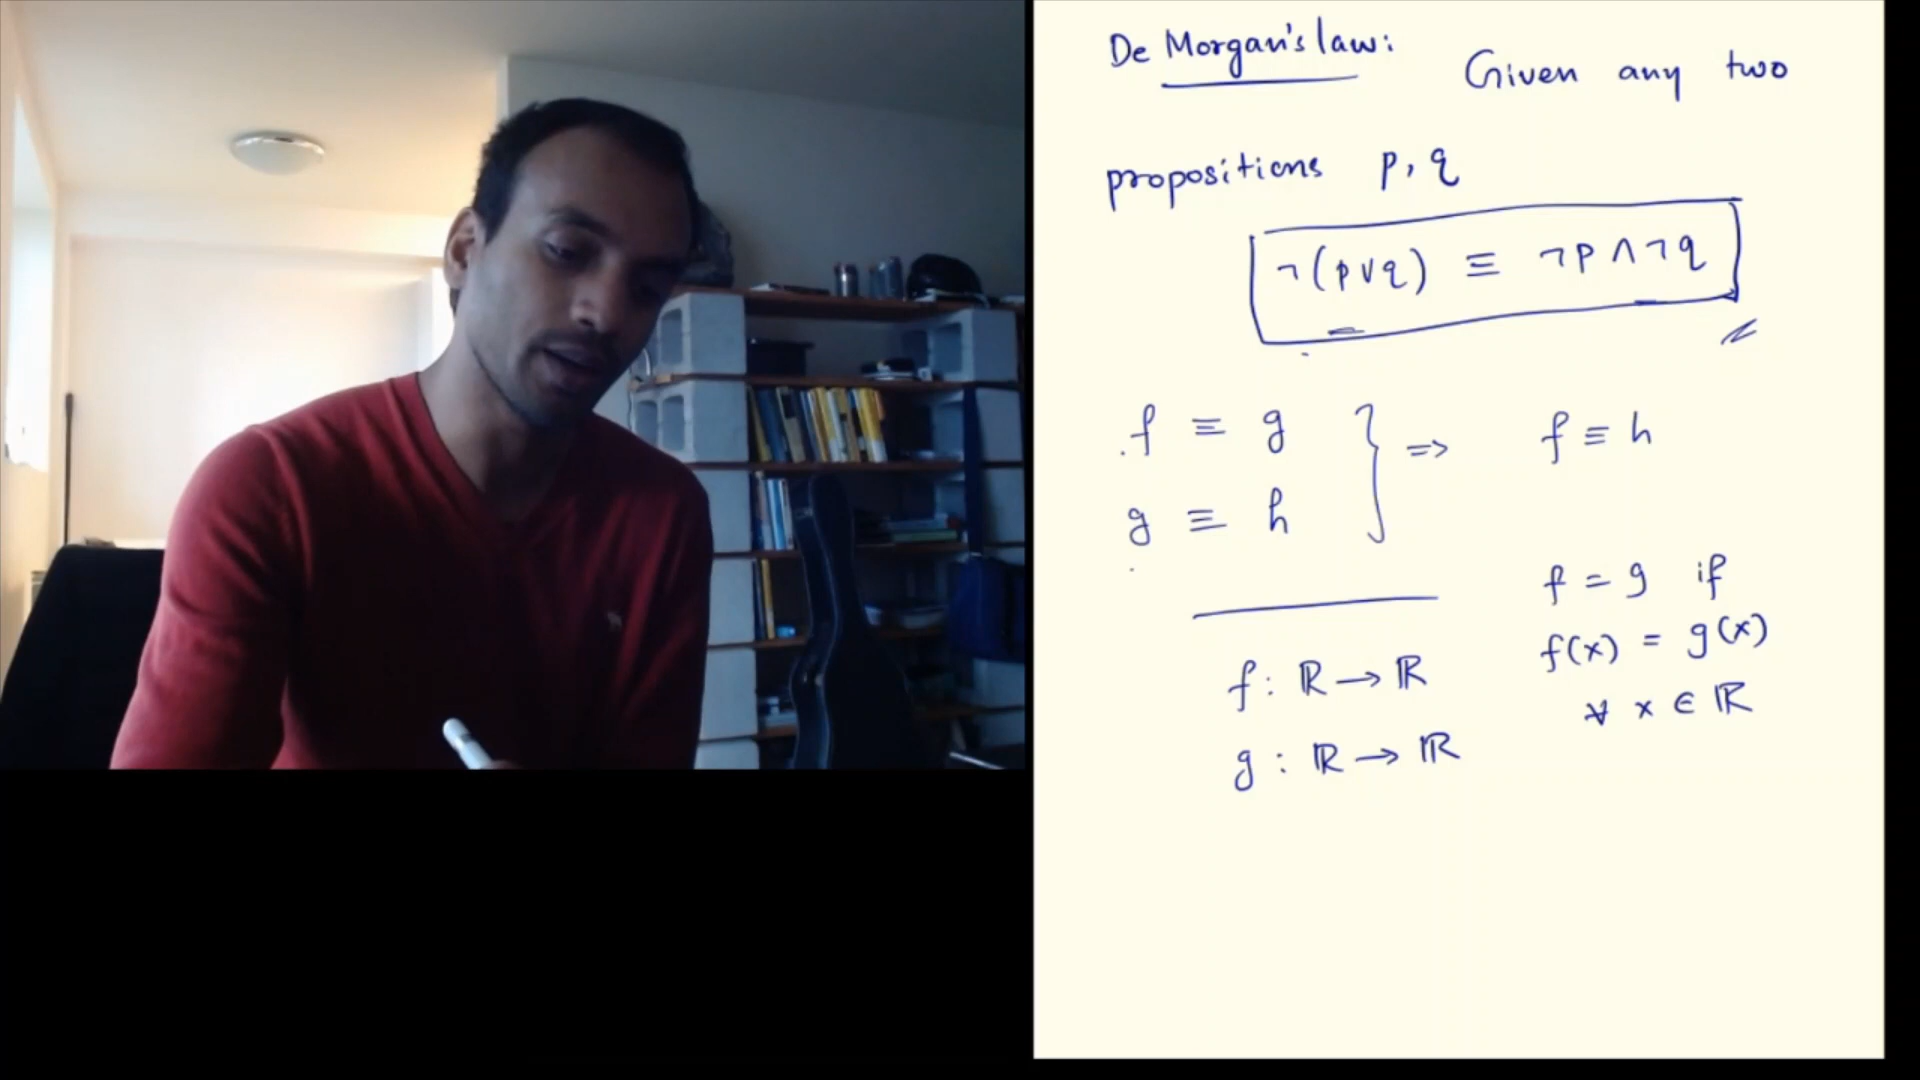 De Morgan's law: Given any two
propositions p, q
¬(p∨q) ≡ ¬p∧¬q
f ≡ g } => f ≡ h
g ≡ h
f = g if
f(x) = g(x)
∀ x ∈ ℝ
f: ℝ → ℝ
g : ℝ → ℝ